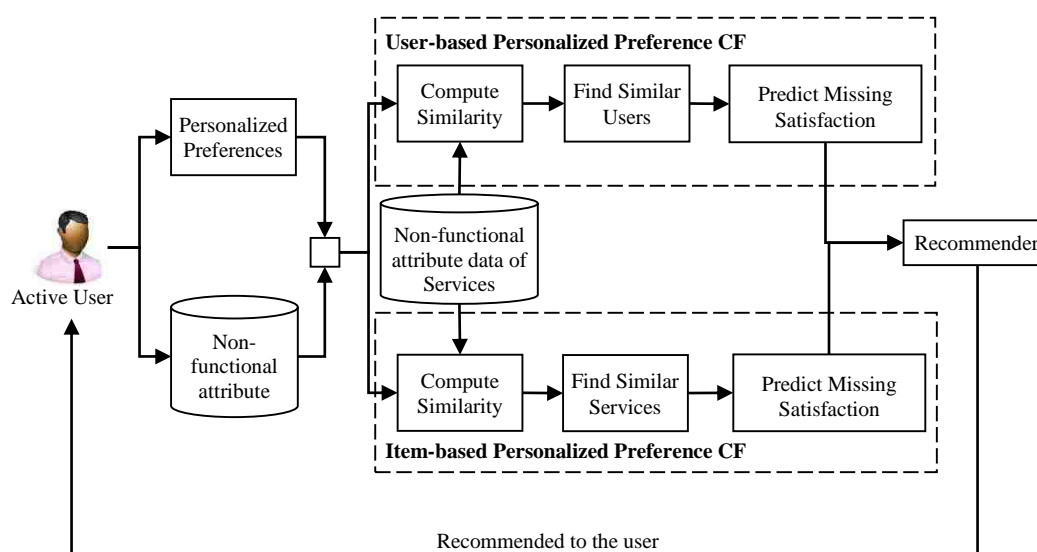 User-based Personalized Preference CF
Compute
Similarity
Find Similar
Users
Predict Missing
Satisfaction
Personalized
Preferences
Active User
Non-functional
attribute data of
Services
Recommender
Non-
functional
attribute
Compute
Similarity
Find Similar
Services
Predict Missing
Satisfaction
Item-based Personalized Preference CF
Recommended to the user